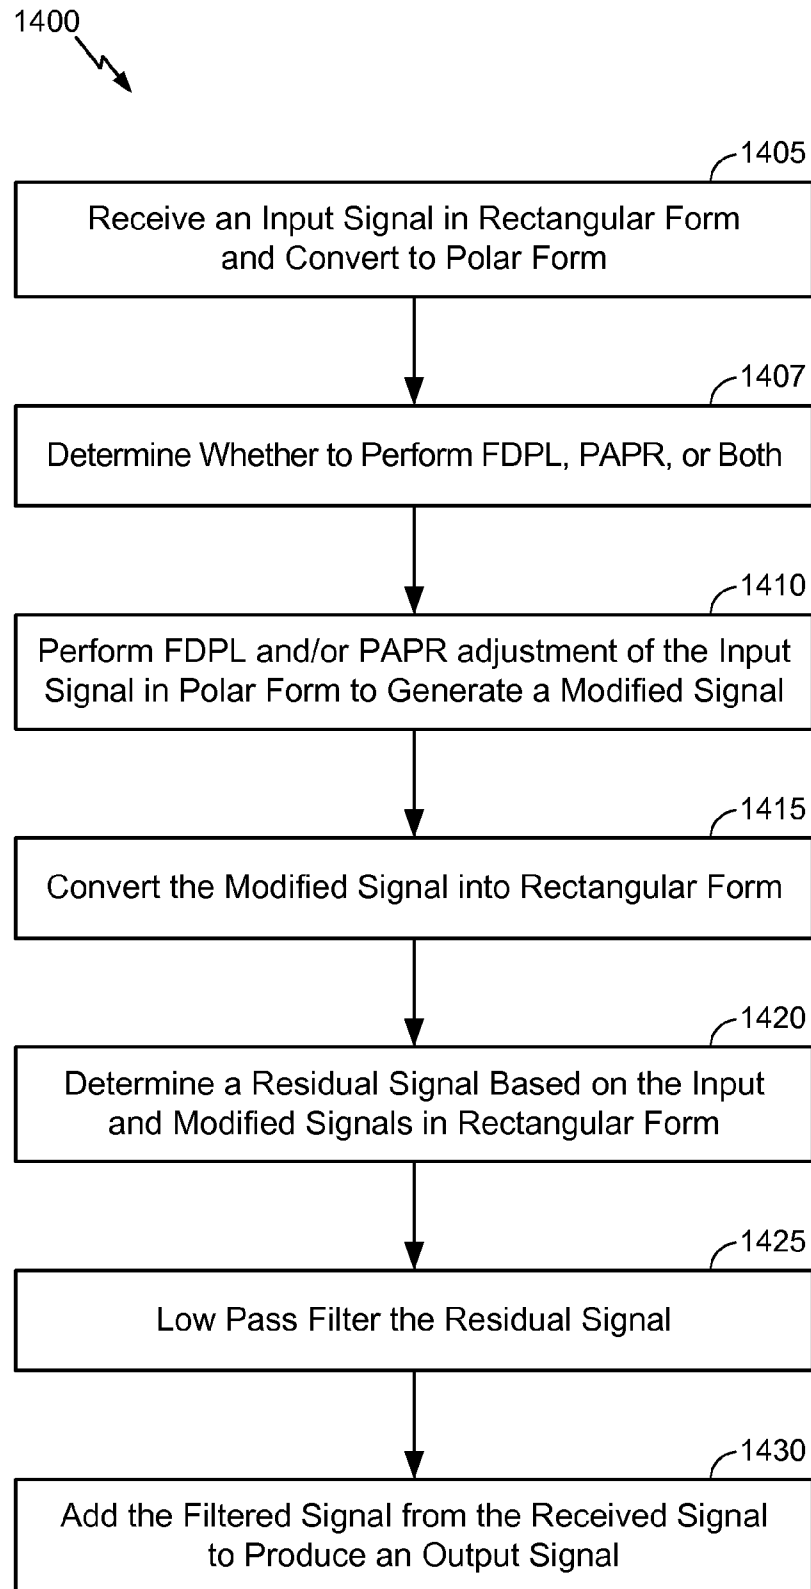 1400
1405
Receive an Input Signal in Rectangular Form
and Convert to Polar Form
1407
Determine Whether to Perform FDPL, PAPR, or Both
1410
Perform FDPL and/or PAPR adjustment of the Input
Signal in Polar Form to Generate a Modified Signal
1415
Convert the Modified Signal into Rectangular Form
1420
Determine a Residual Signal Based on the Input
and Modified Signals in Rectangular Form
1425
Low Pass Filter the Residual Signal
1430
Add the Filtered Signal from the Received Signal
to Produce an Output Signal